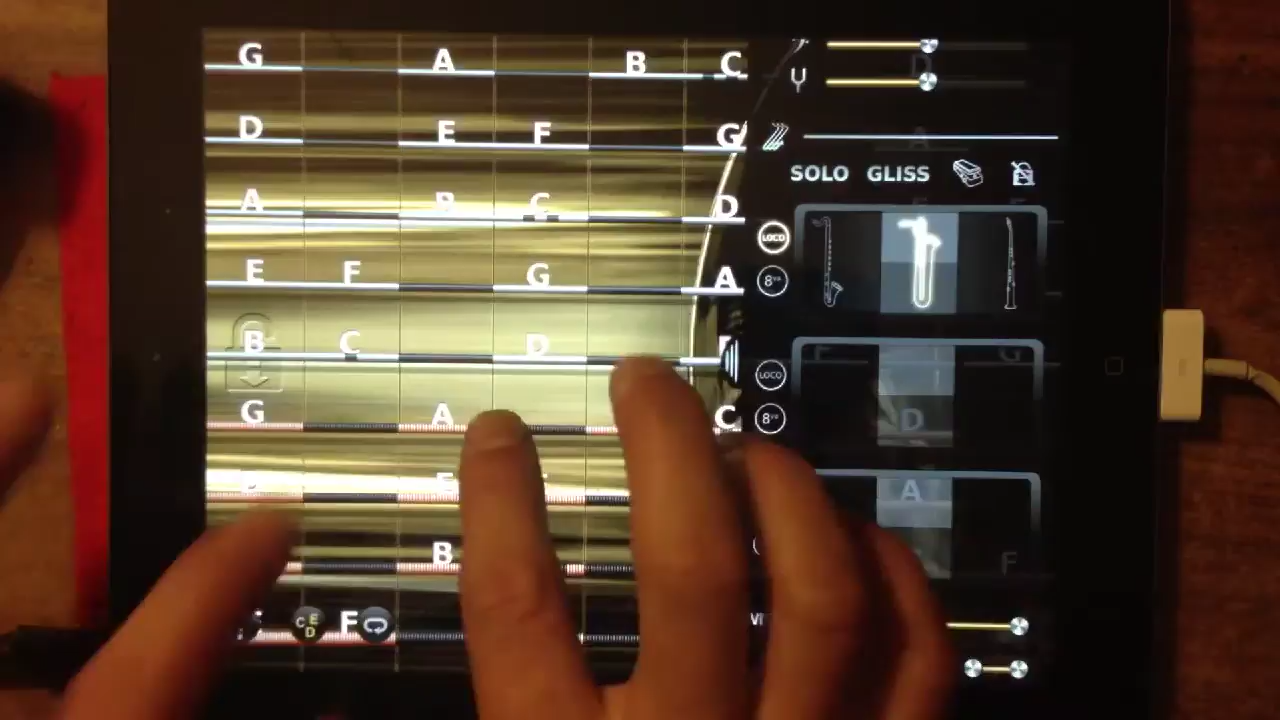 G A B C
D E F G
SOLO GLISS
A B C D
LOCO
E F G A
8va
B C D
F G
LOCO
G A C
8va
D
E
A
B
F
C E D
F